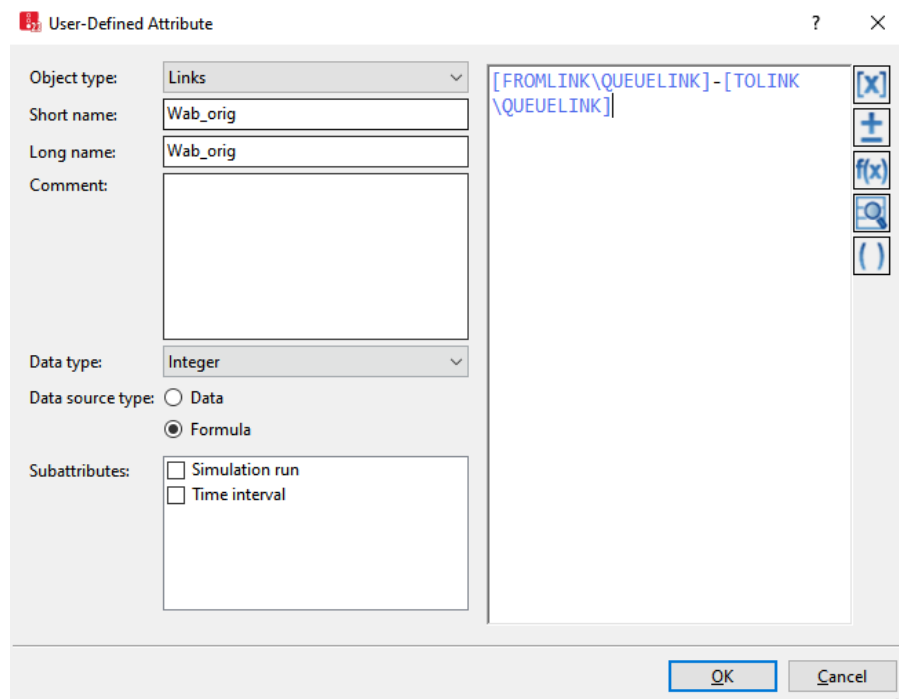 User-Defined Attribute
?
Object type:
Links
Short name:
Wab_orig
Long name:
Wab_orig
Comment:
Data type:
Integer
Data source type:
Data
Formula
Subattributes:
Simulation run
Time interval
[FROMLINK\QUEUELINK]-[TOLINK
\QUEUELINK]
[x]
±
f(x)
( )
OK
Cancel